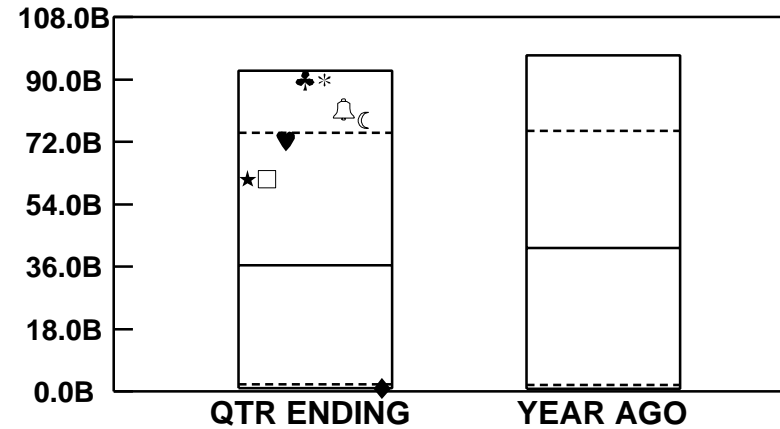 108.0B
90.0B
72.0B
54.0B
36.0B
18.0B
0.0B
QTR ENDING YEAR AGO